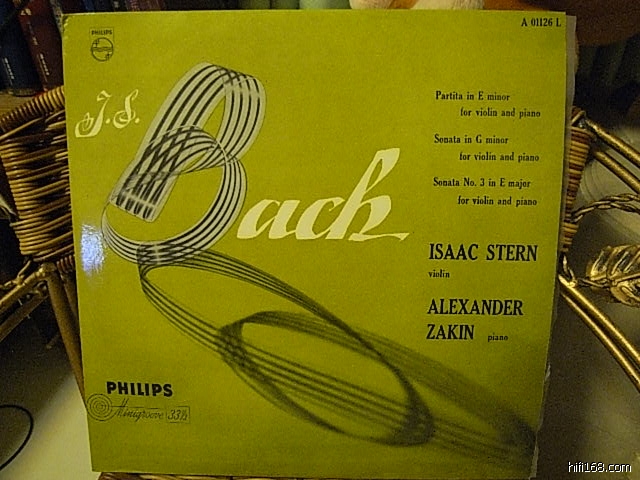 PHILIPS
A 01126 L
J. S.
Bach
Partita in E minor
for violin and piano
Sonata in G minor
for violin and piano
Sonata No. 3 in E major
for violin and piano
ISAAC STERN
violin
ALEXANDER
ZAKIN piano
PHILIPS
Minigroove 33⅓
hifi168.com